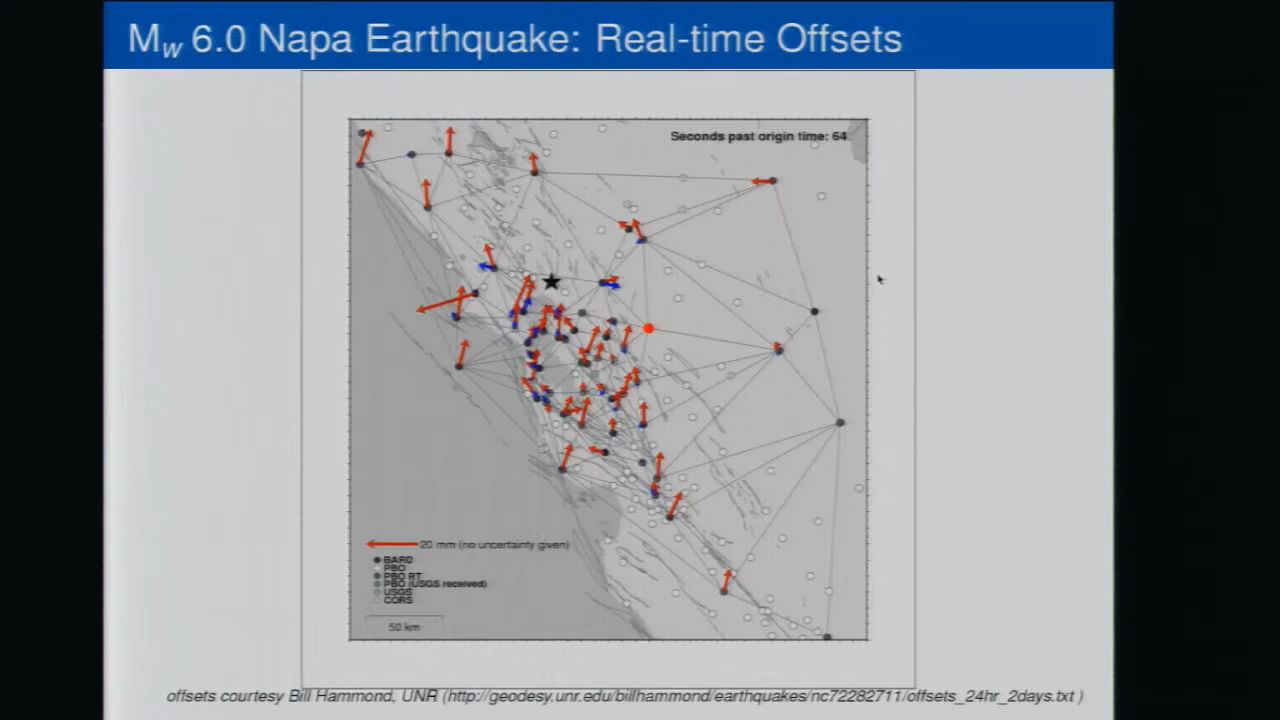 Mw 6.0 Napa Earthquake: Real-time Offsets
Seconds past origin time: 64
20 mm (no uncertainty given)
BARD
PBO
PBO RT
PBO (USGS received)
USGS
CORS
50 km
offsets courtesy Bill Hammond, UNR (http://geodesy.unr.edu/billhammond/earthquakes/nc72282711/offsets_24hr_2days.txt )